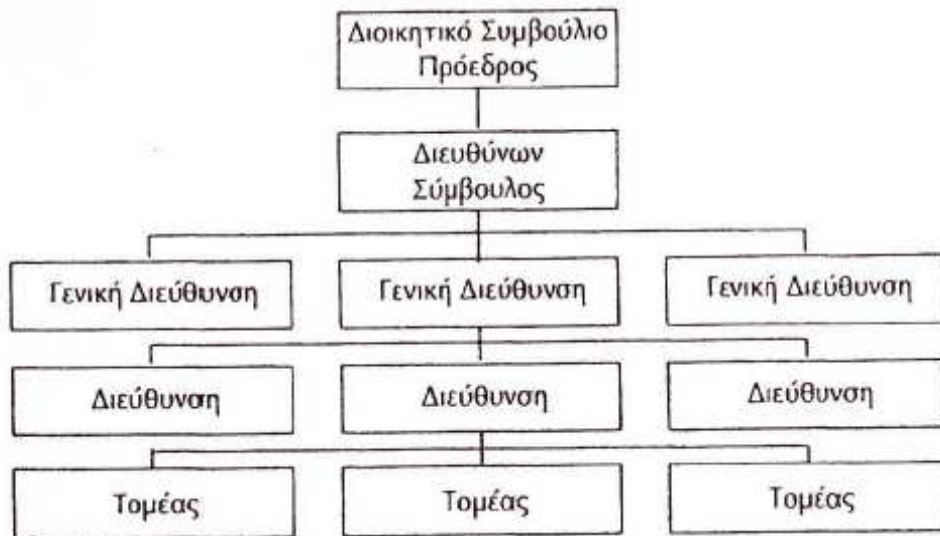 Διοικητικό Συμβούλιο
Πρόεδρος
Διευθύνων
Σύμβουλος
Γενική Διεύθυνση
Γενική Διεύθυνση
Γενική Διεύθυνση
Διεύθυνση
Διεύθυνση
Διεύθυνση
Τομέας
Τομέας
Τομέας